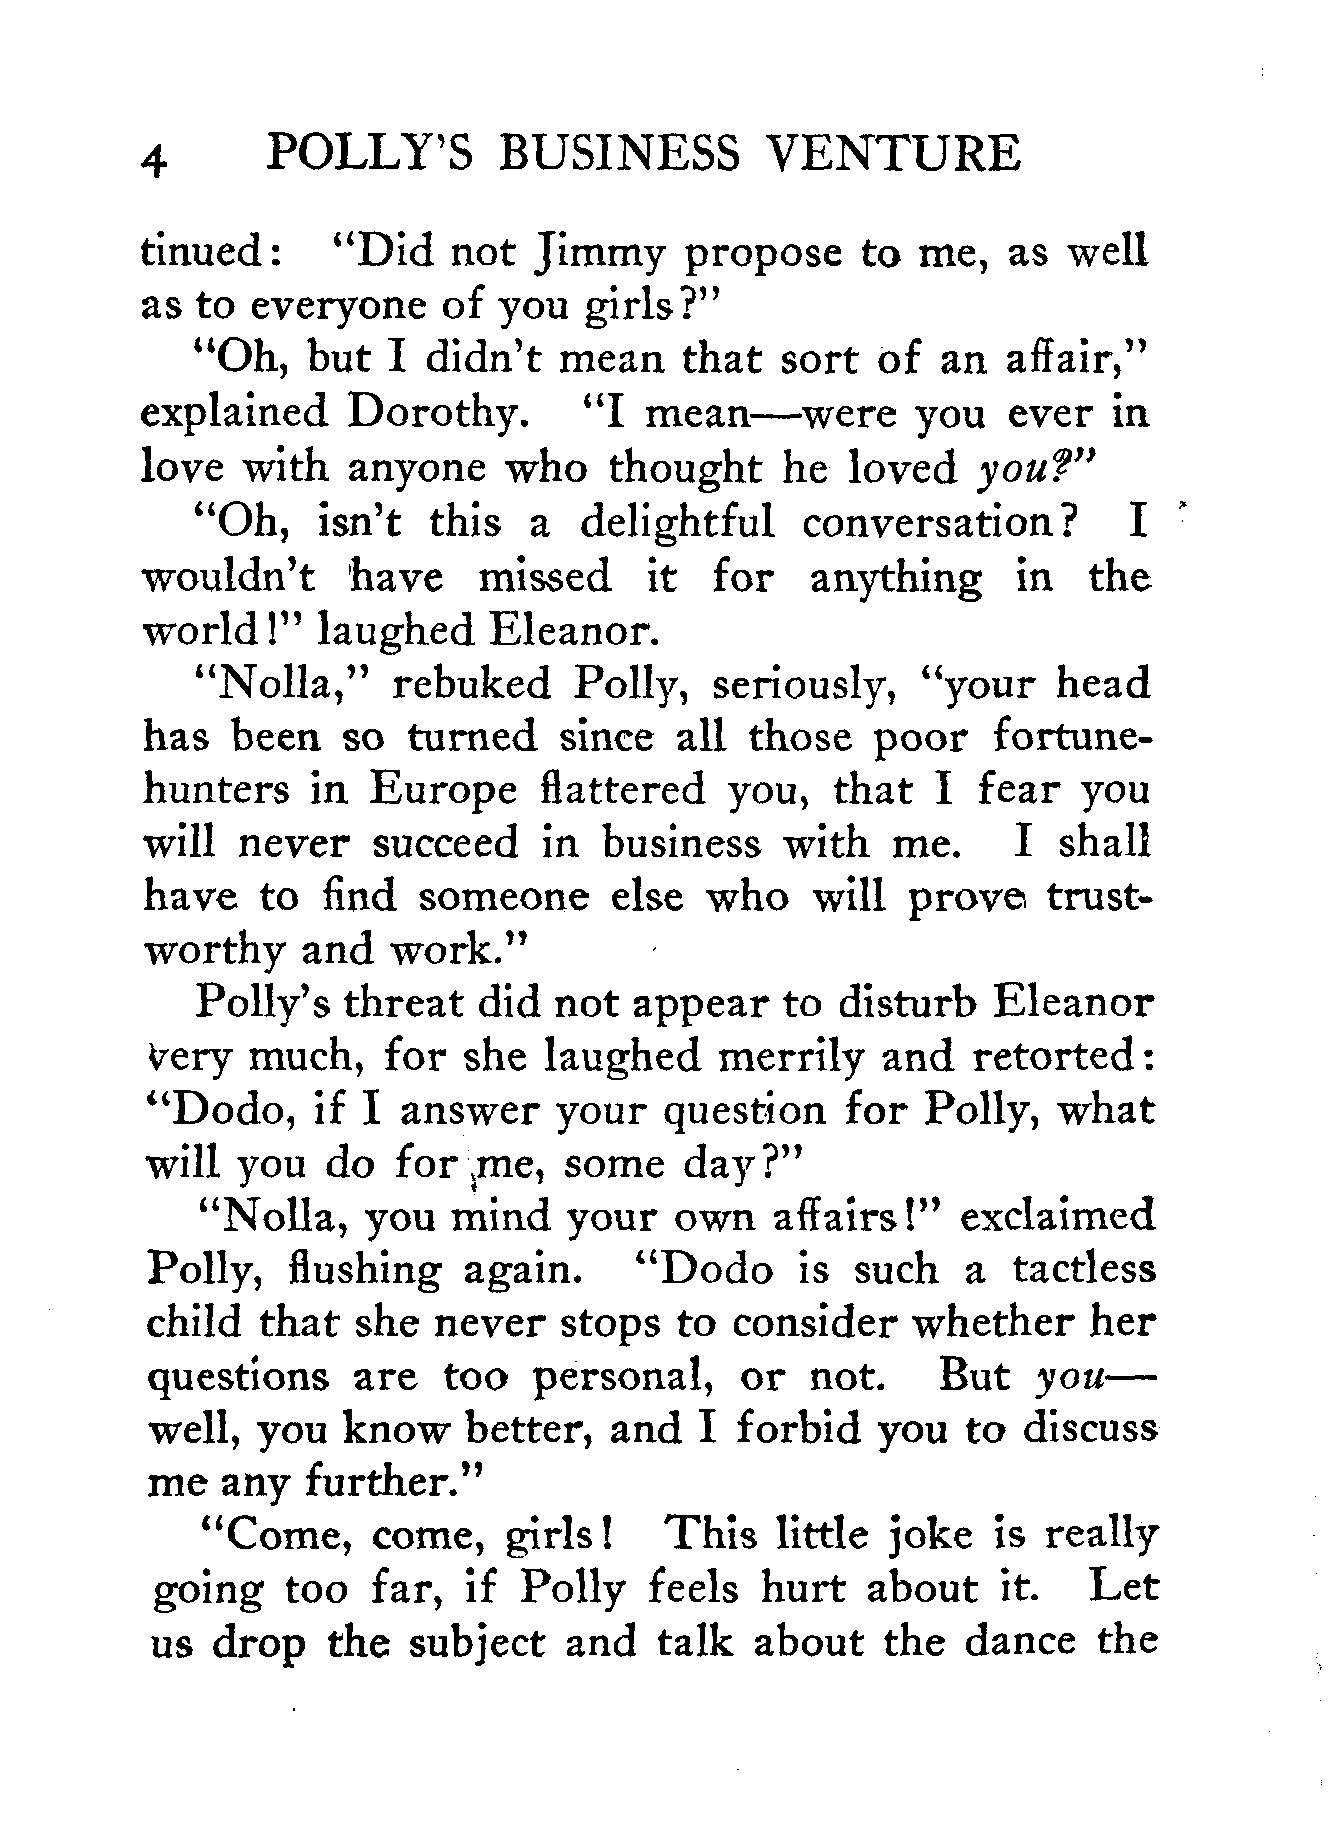 4 POLLY'S BUSINESS VENTURE
tinued: "Did not Jimmy propose to me, as well
as to everyone of you girls?"
"Oh, but I didn't mean that sort of an affair,"
explained Dorothy. "I mean—were you ever in
love with anyone who thought he loved you?"
"Oh, isn't this a delightful conversation? I
wouldn't have missed it for anything in the
world!" laughed Eleanor.
"Nolla," rebuked Polly, seriously, "your head
has been so turned since all those poor fortune-
hunters in Europe flattered you, that I fear you
will never succeed in business with me. I shall
have to find someone else who will prove trust-
worthy and work."
Polly's threat did not appear to disturb Eleanor
very much, for she laughed merrily and retorted:
"Dodo, if I answer your question for Polly, what
will you do for me, some day?"
"Nolla, you mind your own affairs!" exclaimed
Polly, flushing again. "Dodo is such a tactless
child that she never stops to consider whether her
questions are too personal, or not. But you—
well, you know better, and I forbid you to discuss
me any further."
"Come, come, girls! This little joke is really
going too far, if Polly feels hurt about it. Let
us drop the subject and talk about the dance the